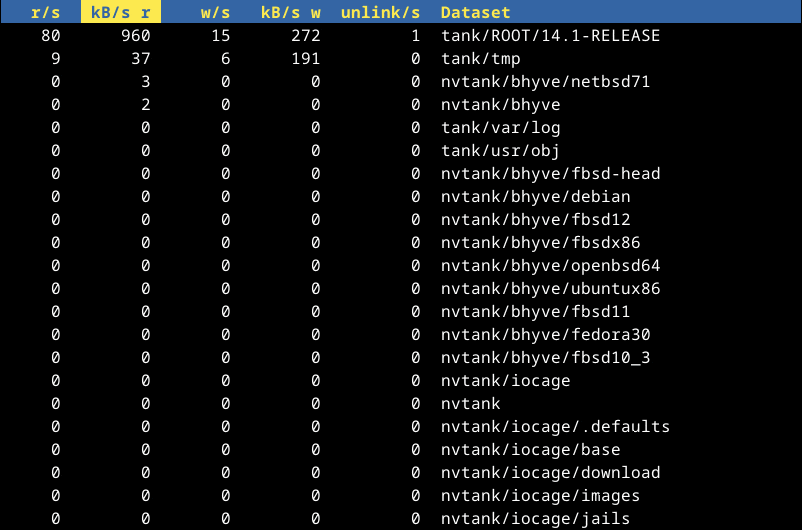 r/s kB/s r w/s kB/s w unlink/s Dataset
80 960 15 272 1 tank/ROOT/14.1-RELEASE
9 37 6 191 0 tank/tmp
0 3 0 0 0 nvtank/bhyve/netbsd71
0 2 0 0 0 nvtank/bhyve
0 0 0 0 0 tank/var/log
0 0 0 0 0 tank/usr/obj
0 0 0 0 0 nvtank/bhyve/fbsd-head
0 0 0 0 0 nvtank/bhyve/debian
0 0 0 0 0 nvtank/bhyve/fbsd12
0 0 0 0 0 nvtank/bhyve/fbsdx86
0 0 0 0 0 nvtank/bhyve/openbsd64
0 0 0 0 0 nvtank/bhyve/ubuntux86
0 0 0 0 0 nvtank/bhyve/fbsd11
0 0 0 0 0 nvtank/bhyve/fedora30
0 0 0 0 0 nvtank/bhyve/fbsd10_3
0 0 0 0 0 nvtank/iocage
0 0 0 0 0 nvtank
0 0 0 0 0 nvtank/iocage/.defaults
0 0 0 0 0 nvtank/iocage/base
0 0 0 0 0 nvtank/iocage/download
0 0 0 0 0 nvtank/iocage/images
0 0 0 0 0 nvtank/iocage/jails